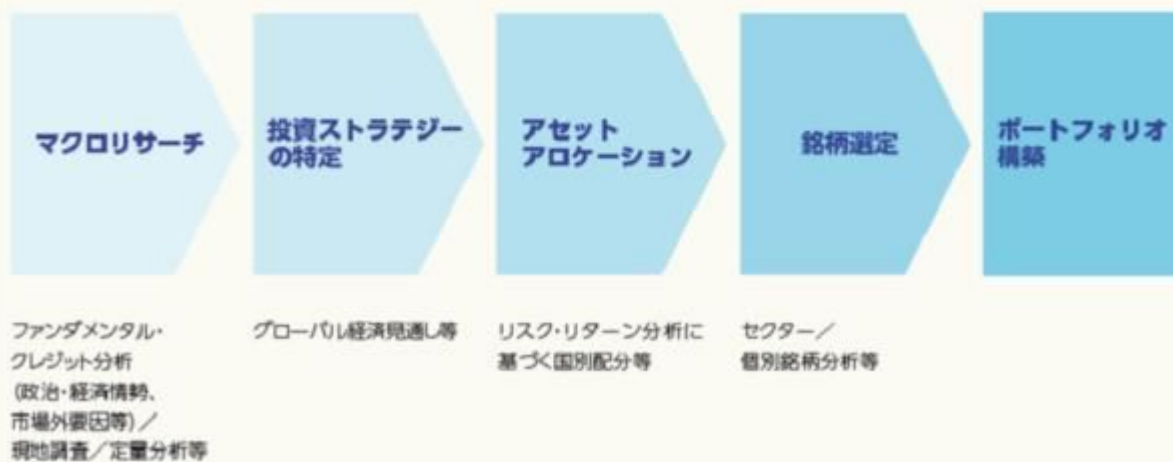 マクロリサーチ
投資ストラテジー
の特定
アセット
アロケーション
銘柄選定
ポートフォリオ
構築
ファンダメンタル・
クレジット分析
(政治・経済情勢、
市場外要因等)／
現地調査／定量分析等
グローバル経済見通し等
リスク・リターン分析に
基づく国別配分等
セクター／
個別銘柄分析等